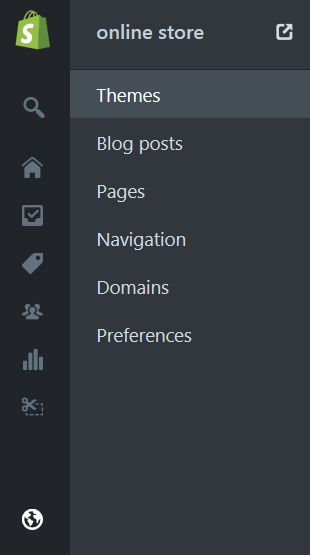 online store
Themes
Blog posts
Pages
Navigation
Domains
Preferences